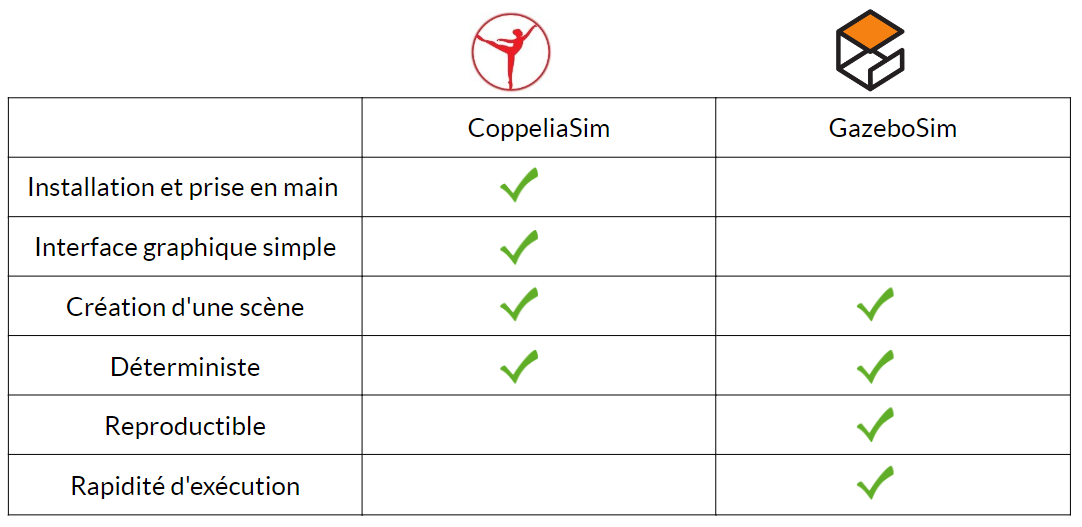 CoppeliaSim
GazeboSim
Installation et prise en main
Interface graphique simple
Création d'une scène
Déterministe
Reproductible
Rapidité d'exécution